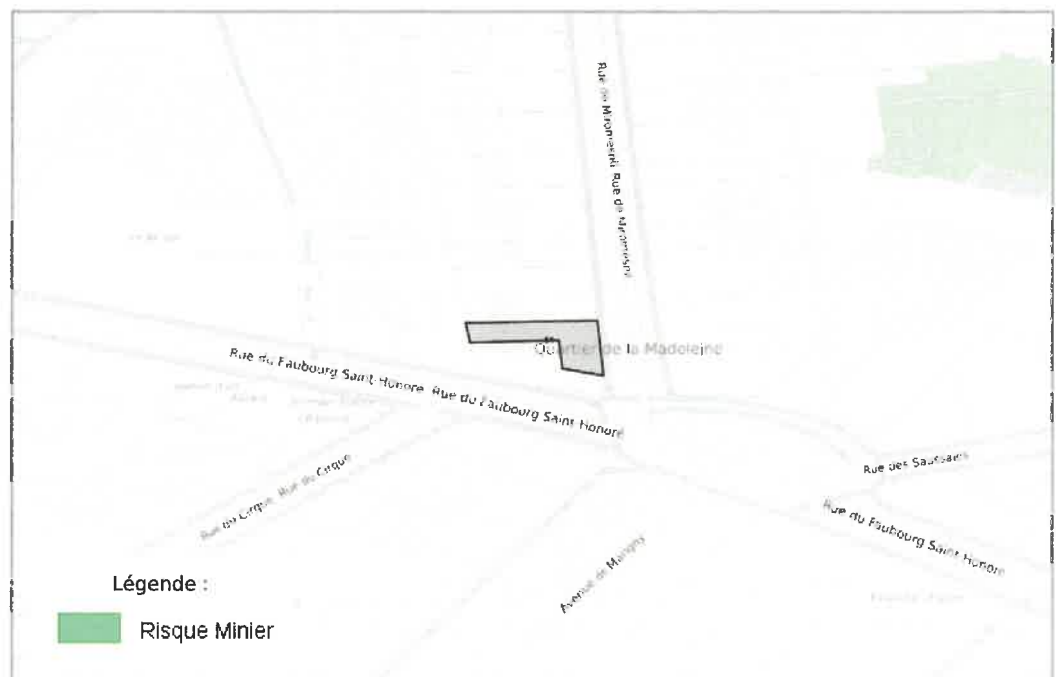 Rue de Miromesnil Rue de Miromesnil
Quartier de la Madeleine
Rue du Faubourg Saint-Honoré Rue du Faubourg Saint-Honoré
Rue des Saussaies
Rue du Cirque Rue du Cirque
Rue du Faubourg Saint-Honoré
Avenue de Marigny
Légende :
Risque Minier